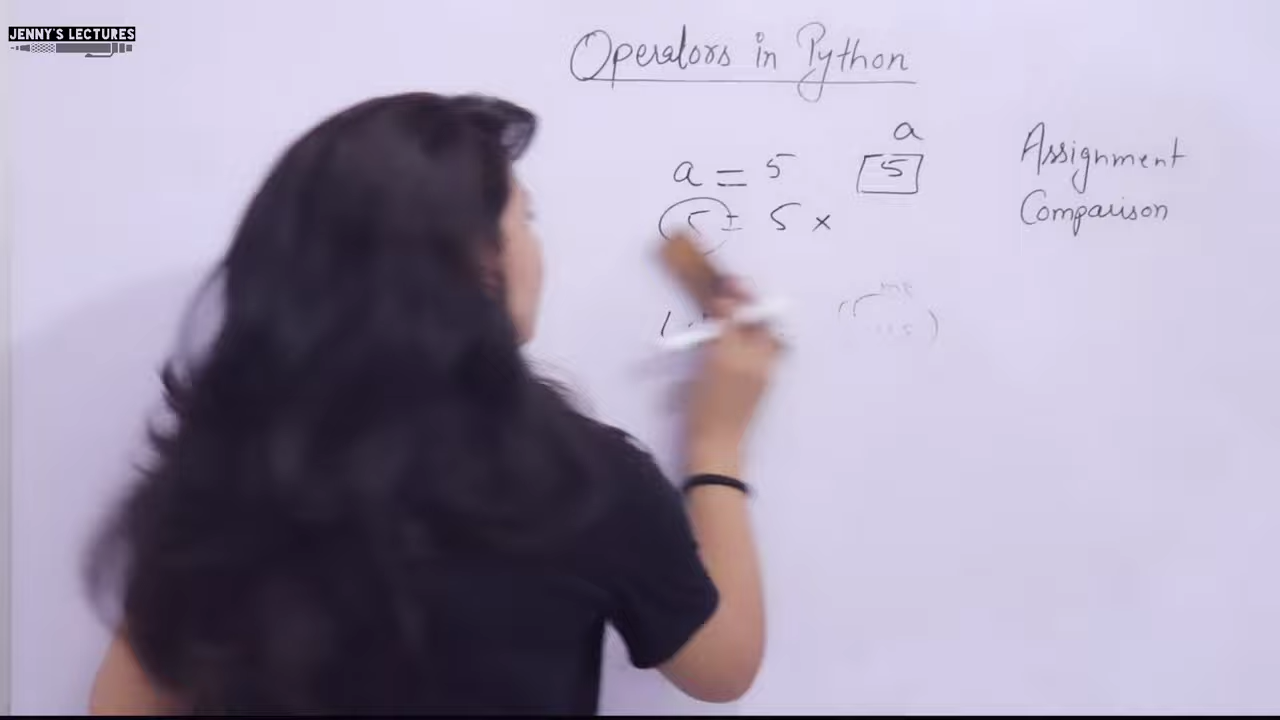 JENNY'S LECTURES
Operators in Python
a
a = 5 5 Assignment
5 = 5 × Comparison